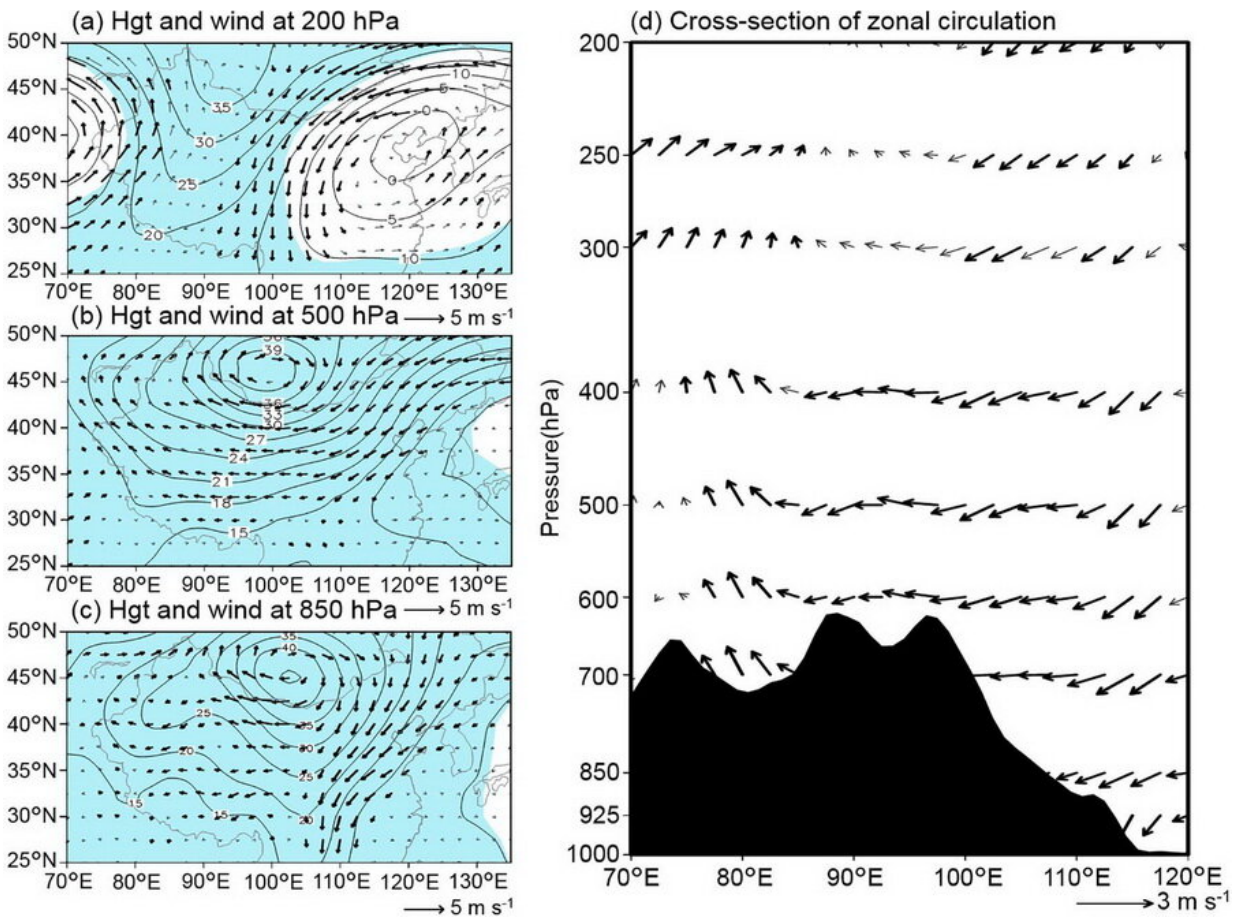 (a) Hgt and wind at 200 hPa
50°N
45°N
40°N
35°N
30°N
25°N
35
30
25
20
10
5
0
0
5
10
70°E 80°E 90°E 100°E 110°E 120°E 130°E
5 m s⁻¹
(b) Hgt and wind at 500 hPa
50°N
45°N
40°N
35°N
30°N
25°N
39
36
33
30
27
24
21
18
15
70°E 80°E 90°E 100°E 110°E 120°E 130°E
5 m s⁻¹
(c) Hgt and wind at 850 hPa
50°N
45°N
40°N
35°N
30°N
25°N
35
40
25
35
30
20
25
15
15
20
70°E 80°E 90°E 100°E 110°E 120°E 130°E
5 m s⁻¹
(d) Cross-section of zonal circulation
Pressure(hPa)
200
250
300
400
500
600
700
850
925
1000
70°E 80°E 90°E 100°E 110°E 120°E
3 m s⁻¹